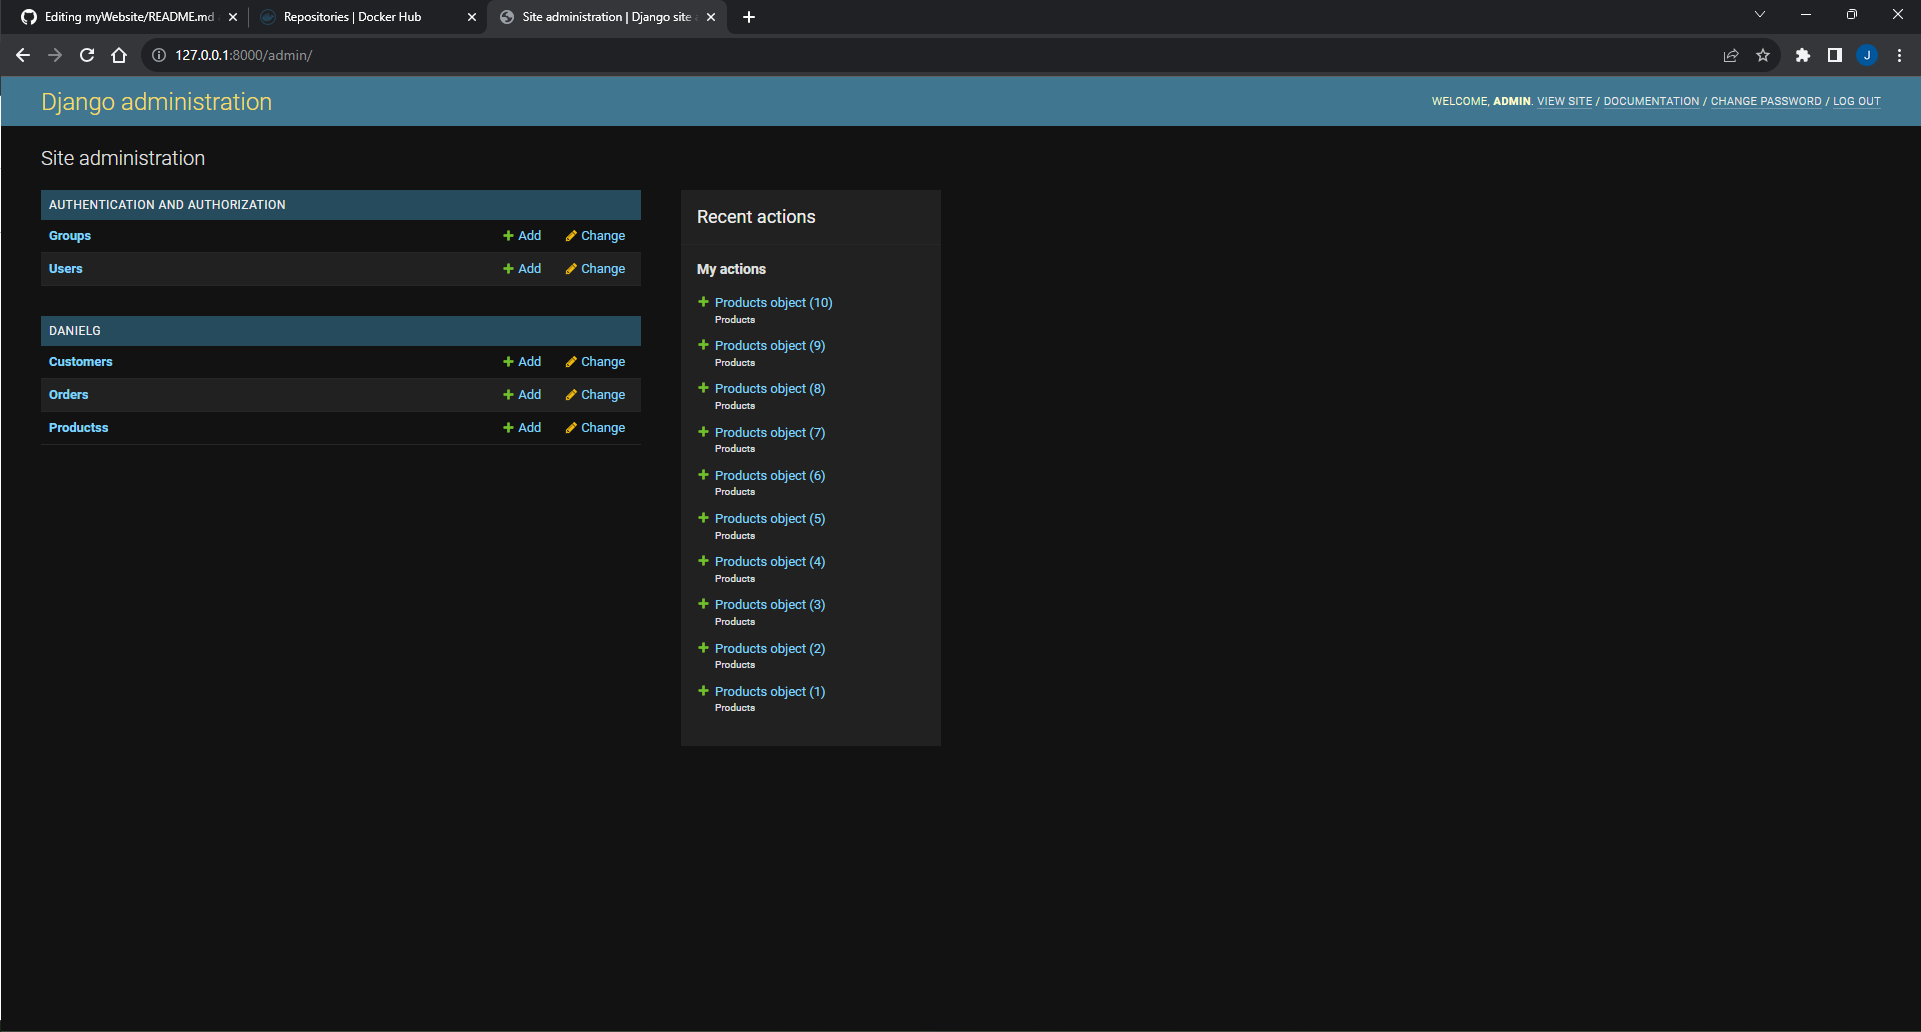 Editing myWebsite/README.md
Repositories | Docker Hub
Site administration | Django site
127.0.0.1:8000/admin/
J
Django administration
WELCOME, ADMIN. VIEW SITE / DOCUMENTATION / CHANGE PASSWORD / LOG OUT
Site administration
AUTHENTICATION AND AUTHORIZATION
Groups Add Change
Users Add Change
DANIELG
Customers Add Change
Orders Add Change
Productss Add Change
Recent actions
My actions
Products object (10)
Products
Products object (9)
Products
Products object (8)
Products
Products object (7)
Products
Products object (6)
Products
Products object (5)
Products
Products object (4)
Products
Products object (3)
Products
Products object (2)
Products
Products object (1)
Products